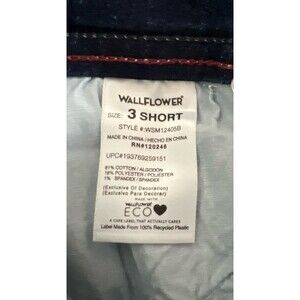 WALLFLOWER®
SIZE: 3 SHORT
STYLE #:WSM12405B
MADE IN CHINA / HECHO EN CHINA
RN#120246
UPC#193769259151
81% COTTON / ALGODON
18% POLYESTER / POLIESTER
1% SPANDEX / SPANDEX
(Exclusive Of Decoration)
(Exclusivo Para Decorar)
MADE WITH
WALLFLOWER®
ECO
A CARE LABEL THAT ACTUALLY CARES
Label Made From 100% Recycled Plastic